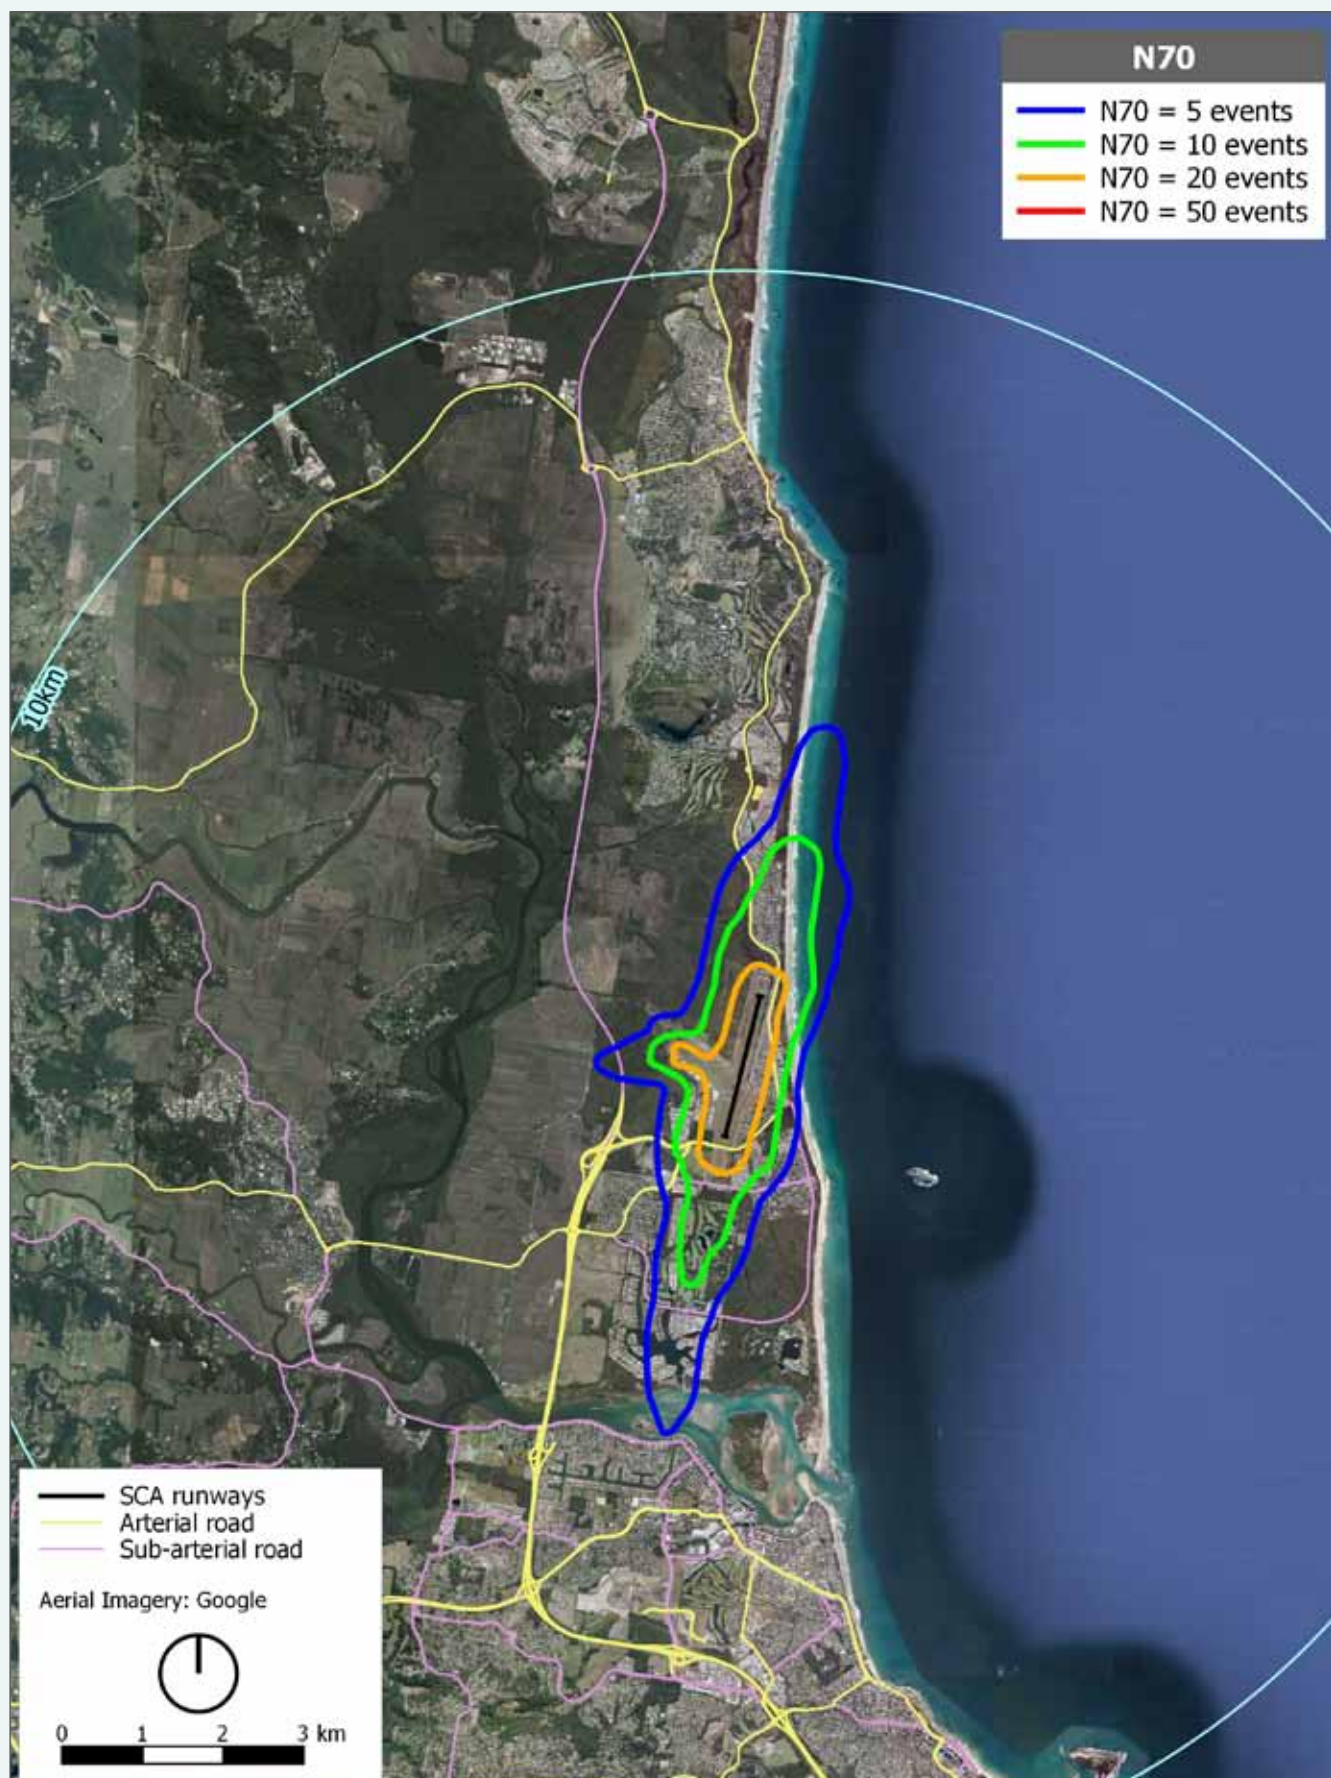 N70
N70 = 5 events
N70 = 10 events
N70 = 20 events
N70 = 50 events
10km
SCA runways
Arterial road
Sub-arterial road
Aerial Imagery: Google
0 1 2 3 km